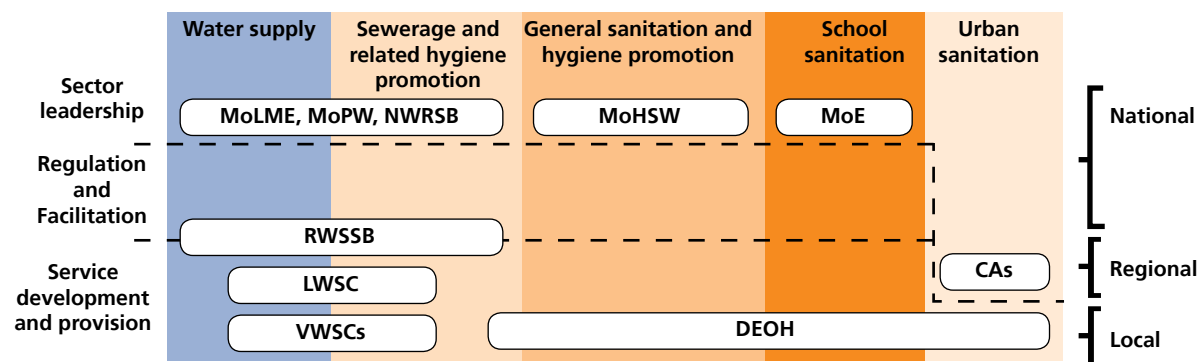 Water supply
Sewerage and
related hygiene
promotion
General sanitation and
hygiene promotion
School
sanitation
Urban
sanitation
Sector
leadership
MoLME, MoPW, NWRSB
MoHSW
MoE
National
Regulation
and
Facilitation
RWSSB
Service
development
and provision
LWSC
CAs
Regional
VWSCs
DEOH
Local